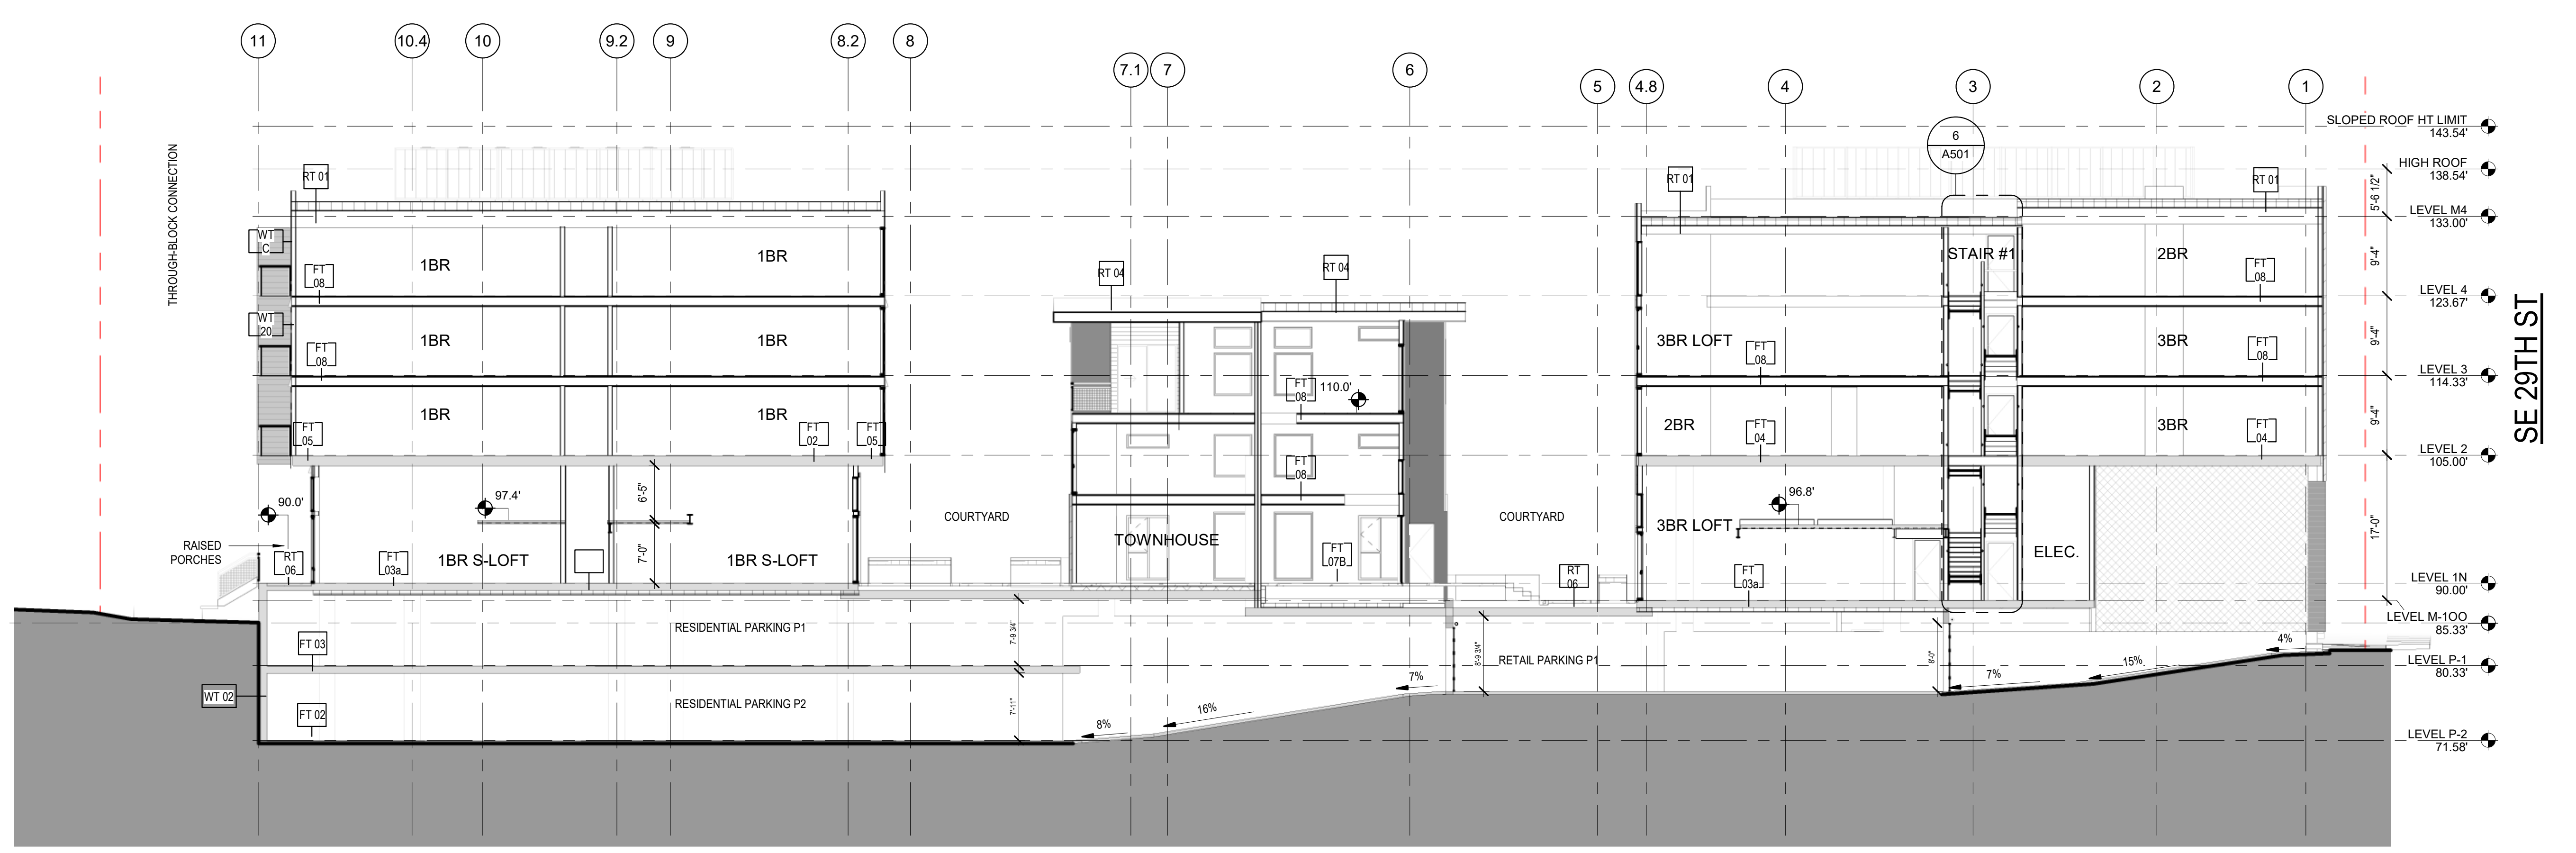 11
10.4
10
9.2
9
8.2
8
7.1
7
6
5
4.8
4
3
2
1
6
A501
SLOPED ROOF HT LIMIT
143.54'
HIGH ROOF
138.54'
5'-6 1/2"
LEVEL M4
133.00'
9'-4"
LEVEL 4
123.67'
9'-4"
LEVEL 3
114.33'
9'-4"
LEVEL 2
105.00'
17'-0"
LEVEL 1N
90.00'
LEVEL M-1OO
85.33'
LEVEL P-1
80.33'
LEVEL P-2
71.58'
SE 29TH ST
THROUGH-BLOCK CONNECTION
RT 01
WT
C
FT
08
1BR
1BR
WT
20
FT
08
1BR
1BR
FT
05
1BR
1BR
FT
02
FT
05
90.0'
97.4'
6'-5"
7'-0"
RAISED
PORCHES
RT
06
FT
03a
1BR S-LOFT
1BR S-LOFT
COURTYARD
RT 04
RT 04
FT
08
110.0'
FT
08
TOWNHOUSE
FT
07B
COURTYARD
RT
06
RT 01
RT 01
STAIR #1
2BR
FT
08
3BR LOFT
FT
08
3BR
FT
08
2BR
FT
04
3BR
FT
04
96.8'
3BR LOFT
FT
03a
ELEC.
RESIDENTIAL PARKING P1
7'-9 3/4"
FT 03
RESIDENTIAL PARKING P2
7'-11"
WT 02
FT 02
8%
16%
7%
8'-9 3/4"
RETAIL PARKING P1
8'-0"
7%
15%
4%